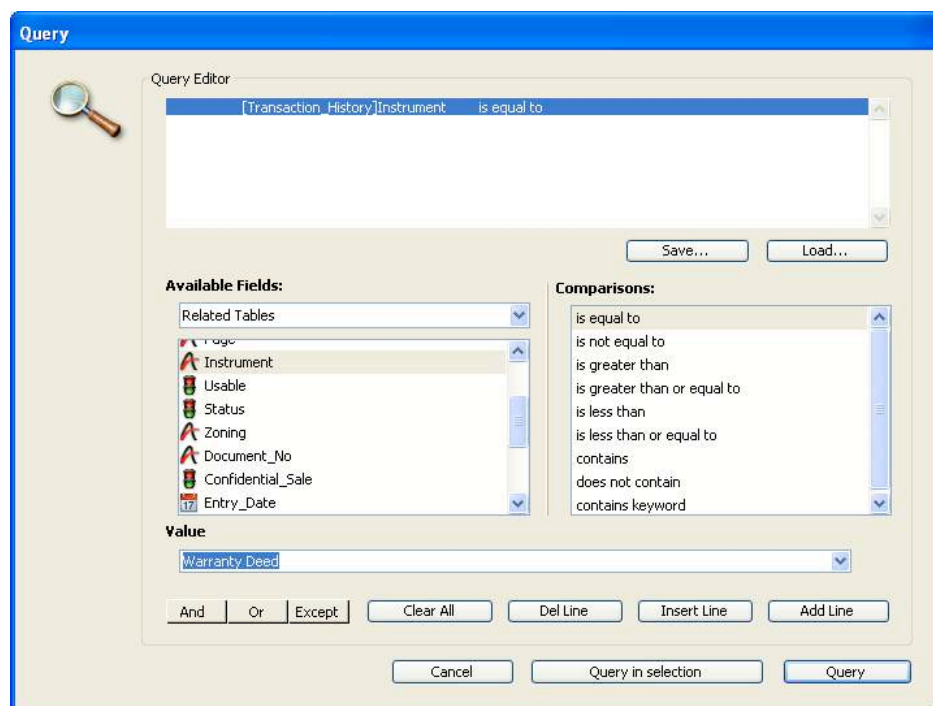 Query
Query Editor
[Transaction_History]Instrument is equal to
Save... Load...
Available Fields:
Related Tables
Page
Instrument
Usable
Status
Zoning
Document_No
Confidential_Sale
17 Entry_Date
Comparisons:
is equal to
is not equal to
is greater than
is greater than or equal to
is less than
is less than or equal to
contains
does not contain
contains keyword
Value
Warranty Deed
And Or Except Clear All Del Line Insert Line Add Line
Cancel Query in selection Query